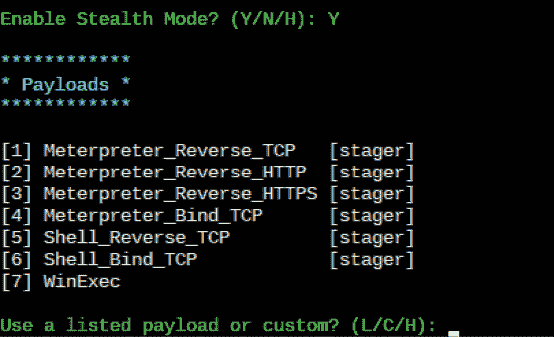 Enable Stealth Mode? (Y/N/H): Y
************
* Payloads *
************
[1] Meterpreter_Reverse_TCP   [stager]
[2] Meterpreter_Reverse_HTTP  [stager]
[3] Meterpreter_Reverse_HTTPS [stager]
[4] Meterpreter_Bind_TCP      [stager]
[5] Shell_Reverse_TCP         [stager]
[6] Shell_Bind_TCP            [stager]
[7] WinExec
Use a listed payload or custom? (L/C/H):